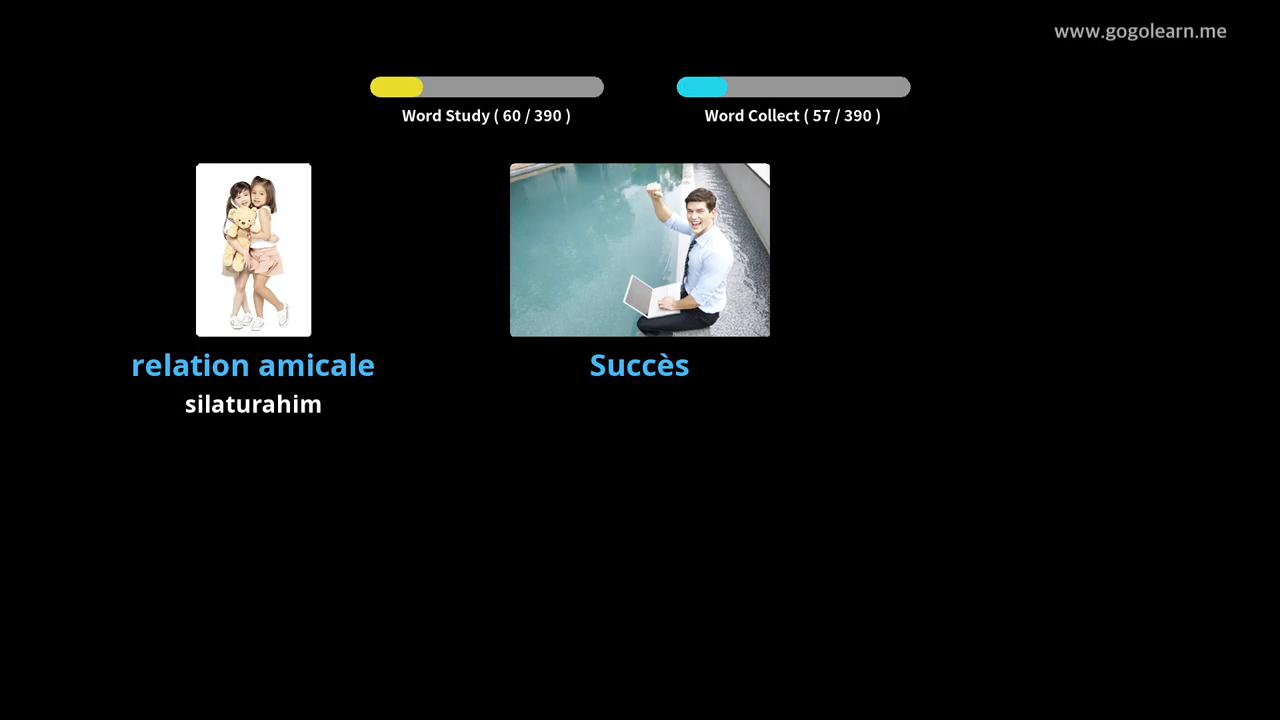 www.gogolearn.me
Word Study ( 60 / 390 )
Word Collect ( 57 / 390 )
relation amicale
silaturahim
Succès